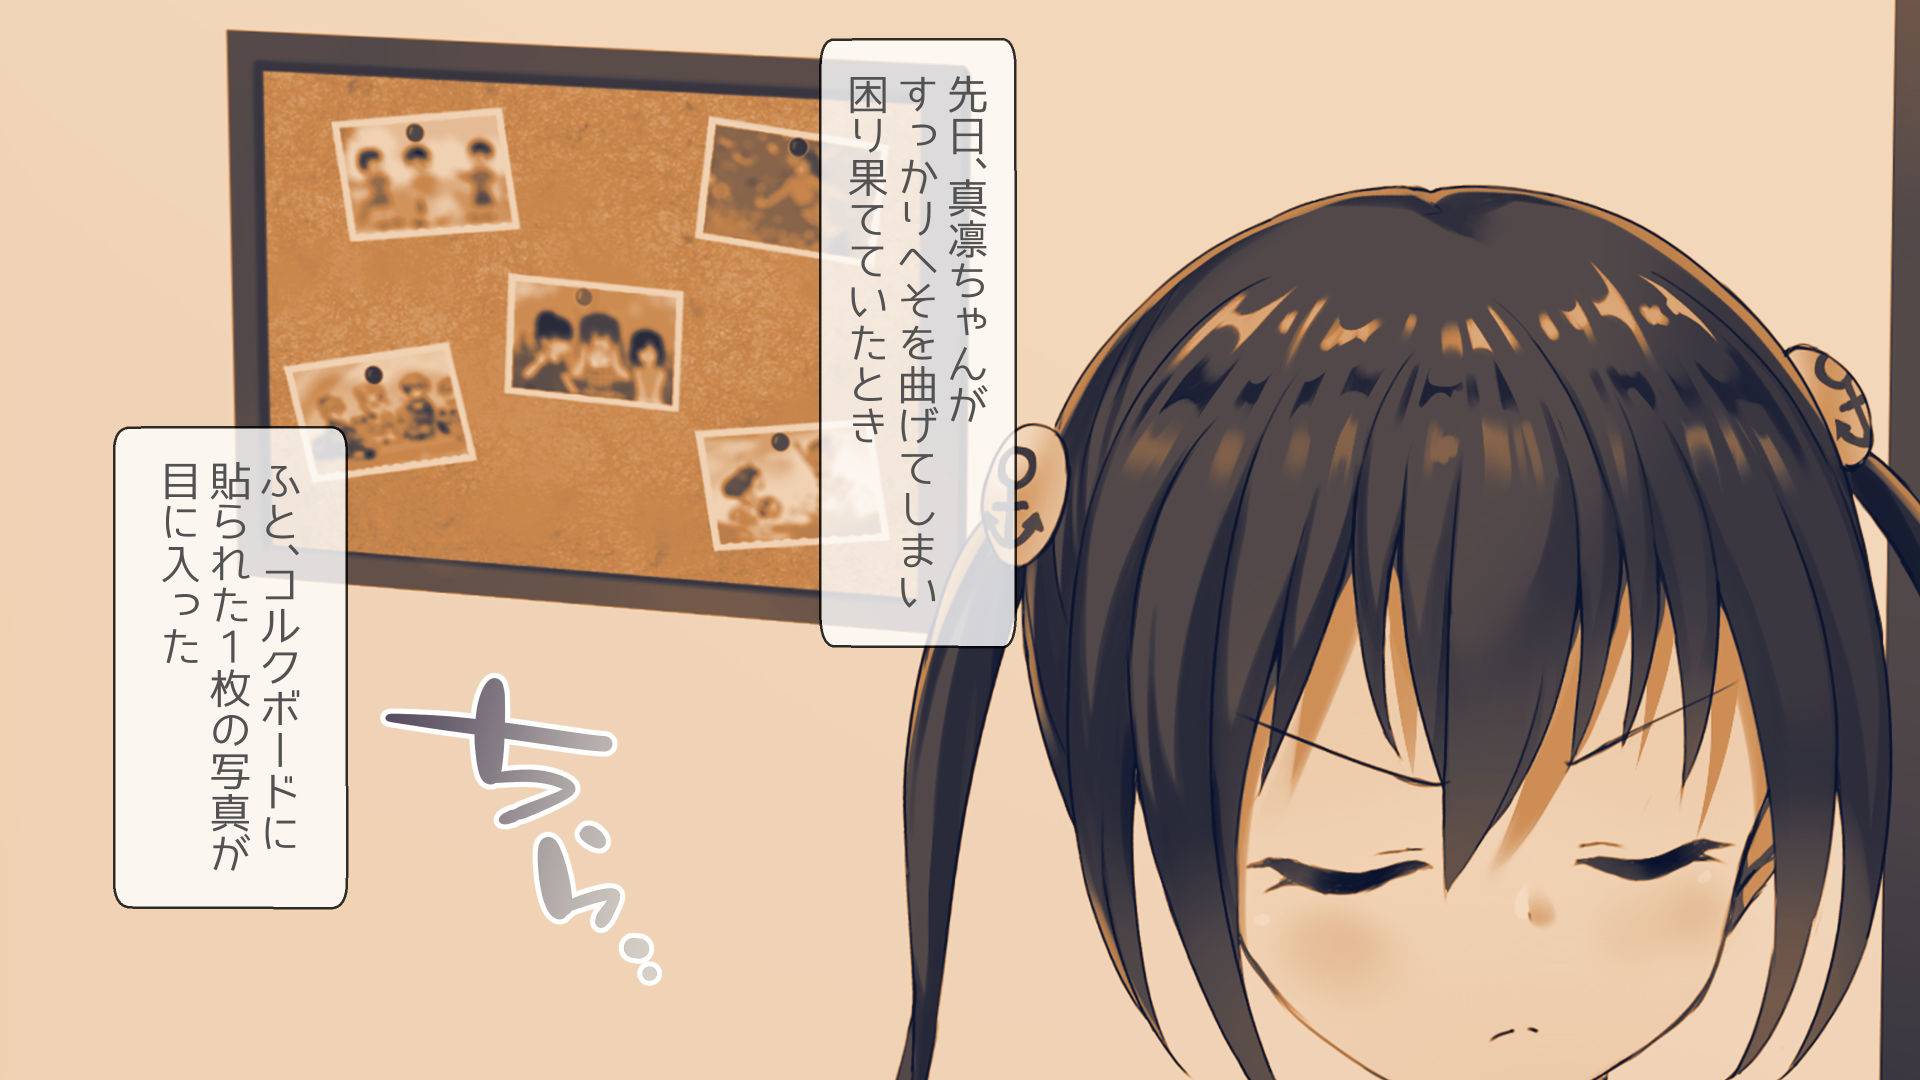 先日、真凛ちゃんが
すっかりへそを曲げてしまい
困り果てていたとき
ふと、コルクボードに
貼られた1枚の写真が
目に入った
ちら…